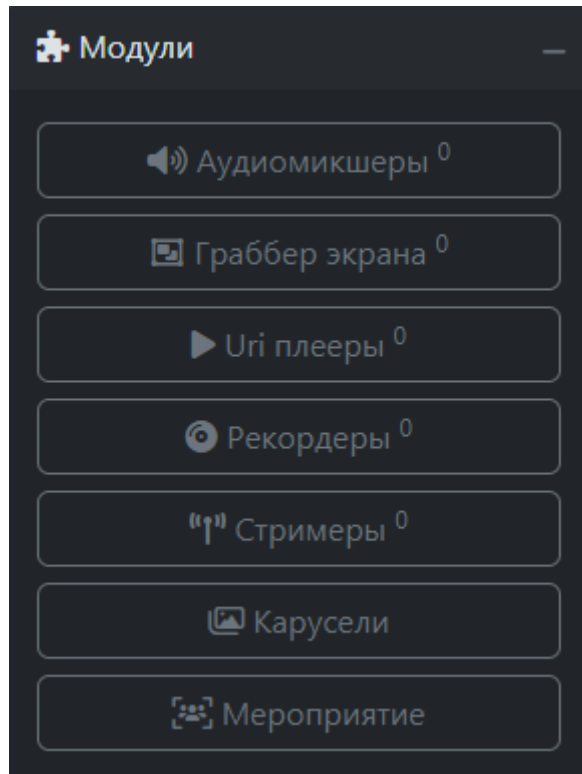 Модули
Аудиомикшеры 0
Граббер экрана 0
Uri плееры 0
Рекордеры 0
Стримеры 0
Карусели
Мероприятие